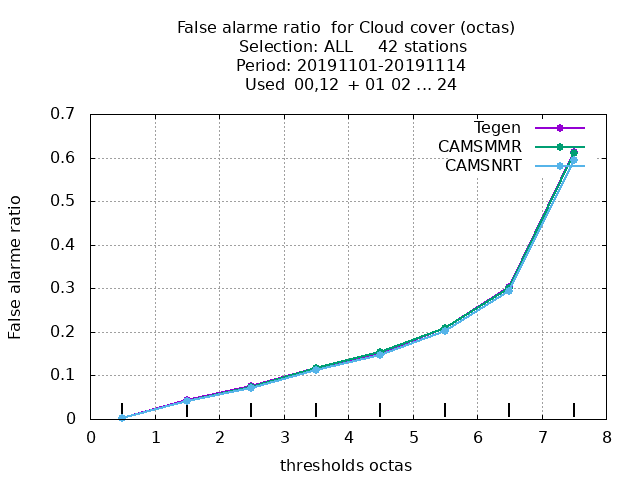 False alarme ratio  for Cloud cover (octas)
Selection: ALL     42 stations
Period: 20191101-20191114
Used  00,12  + 01 02 ... 24
0.7
0.6
0.5
0.4
0.3
0.2
0.1
0
False alarme ratio
Tegen
CAMSMMR
CAMSNRT
0 1 2 3 4 5 6 7 8
thresholds octas